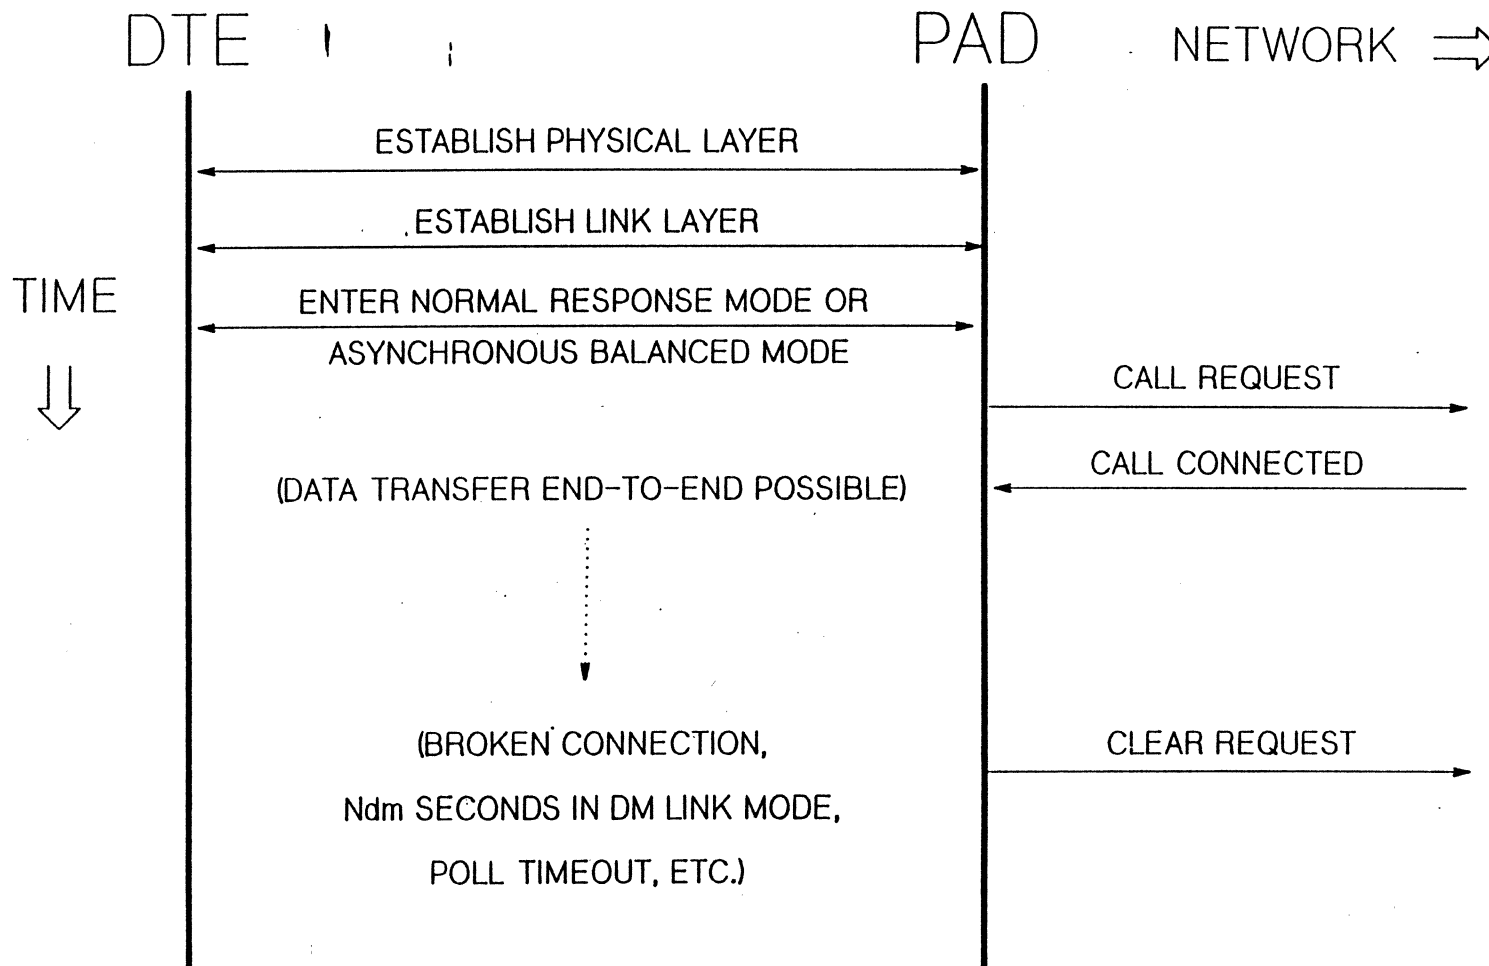 DTE PAD NETWORK
ESTABLISH PHYSICAL LAYER
ESTABLISH LINK LAYER
TIME
ENTER NORMAL RESPONSE MODE OR
ASYNCHRONOUS BALANCED MODE
CALL REQUEST
CALL CONNECTED
(DATA TRANSFER END-TO-END POSSIBLE)
(BROKEN CONNECTION,
CLEAR REQUEST
Ndm SECONDS IN DM LINK MODE,
POLL TIMEOUT, ETC.)